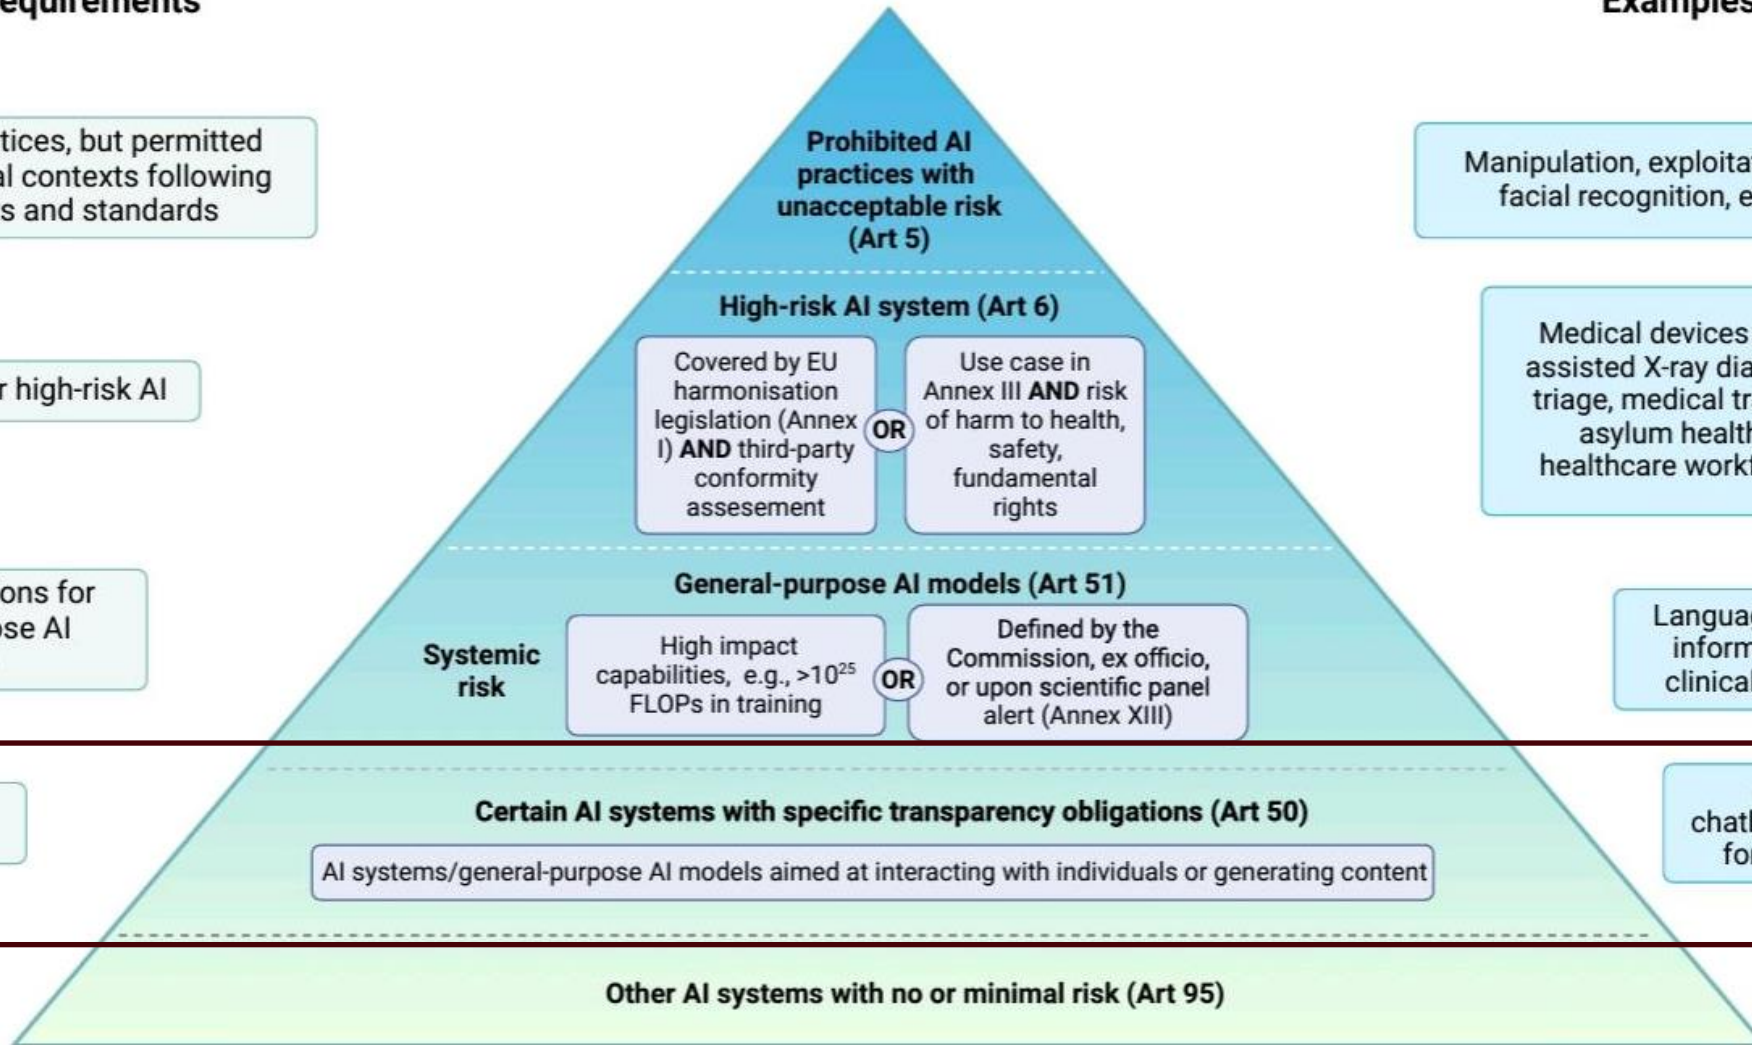 equirements
Examples
tices, but permitted
al contexts following
s and standards
Prohibited AI
practices with
unacceptable risk
(Art 5)
Manipulation, exploita
facial recognition, e
High-risk AI system (Art 6)
r high-risk AI
Covered by EU
harmonisation
legislation (Annex
I) AND third-party
conformity
assesement
OR
Use case in
Annex III AND risk
of harm to health,
safety,
fundamental
rights
Medical devices
assisted X-ray dia
triage, medical tr
asylum healt
healthcare work
General-purpose AI models (Art 51)
ons for
se AI
Systemic
risk
High impact
capabilities, e.g., >10²⁵
FLOPs in training
OR
Defined by the
Commission, ex officio,
or upon scientific panel
alert (Annex XIII)
Langua
inform
clinical
Certain AI systems with specific transparency obligations (Art 50)
AI systems/general-purpose AI models aimed at interacting with individuals or generating content
chat
fo
Other AI systems with no or minimal risk (Art 95)